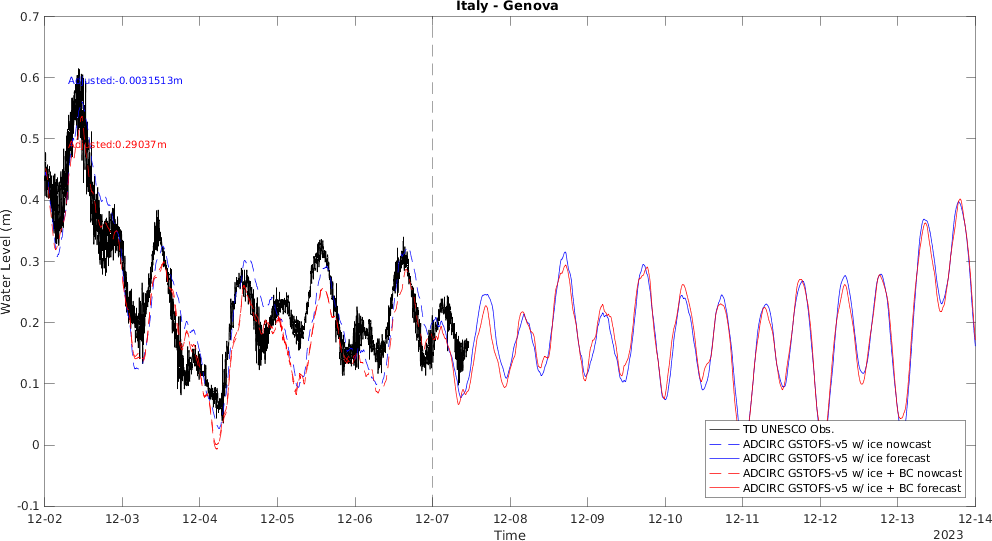 Italy - Genova
0.7
0.6
0.5
0.4
0.3
0.2
0.1
0
-0.1
Water Level (m)
Adjusted:-0.0031513m
Adjusted:0.29037m
TD UNESCO Obs.
ADCIRC GSTOFS-v5 w/ ice nowcast
ADCIRC GSTOFS-v5 w/ ice forecast
ADCIRC GSTOFS-v5 w/ ice + BC nowcast
ADCIRC GSTOFS-v5 w/ ice + BC forecast
12-02 12-03 12-04 12-05 12-06 12-07 12-08 12-09 12-10 12-11 12-12 12-13 12-14
Time
2023